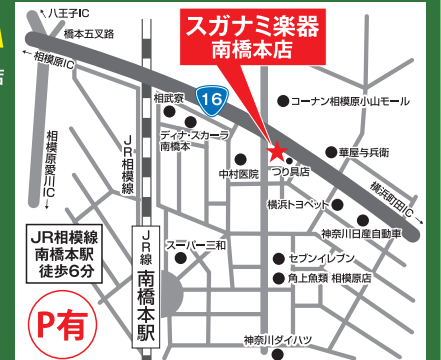 八王子IC
橋本五叉路
相模原IC
スガナミ楽器
南橋本店
店
16
相武寮
コーナン相模原小山モール
ディナ・スカーラ
南橋本
JR相模線
相模原愛川IC
中村医院
つり具店
華屋与兵衛
横浜町田IC
横浜トヨペット
神奈川日産自動車
JR相模線
南橋本駅
徒歩6分
JR線
南橋本駅
スーパー三和
セブンイレブン
角上魚類 相模原店
P有
神奈川ダイハツ